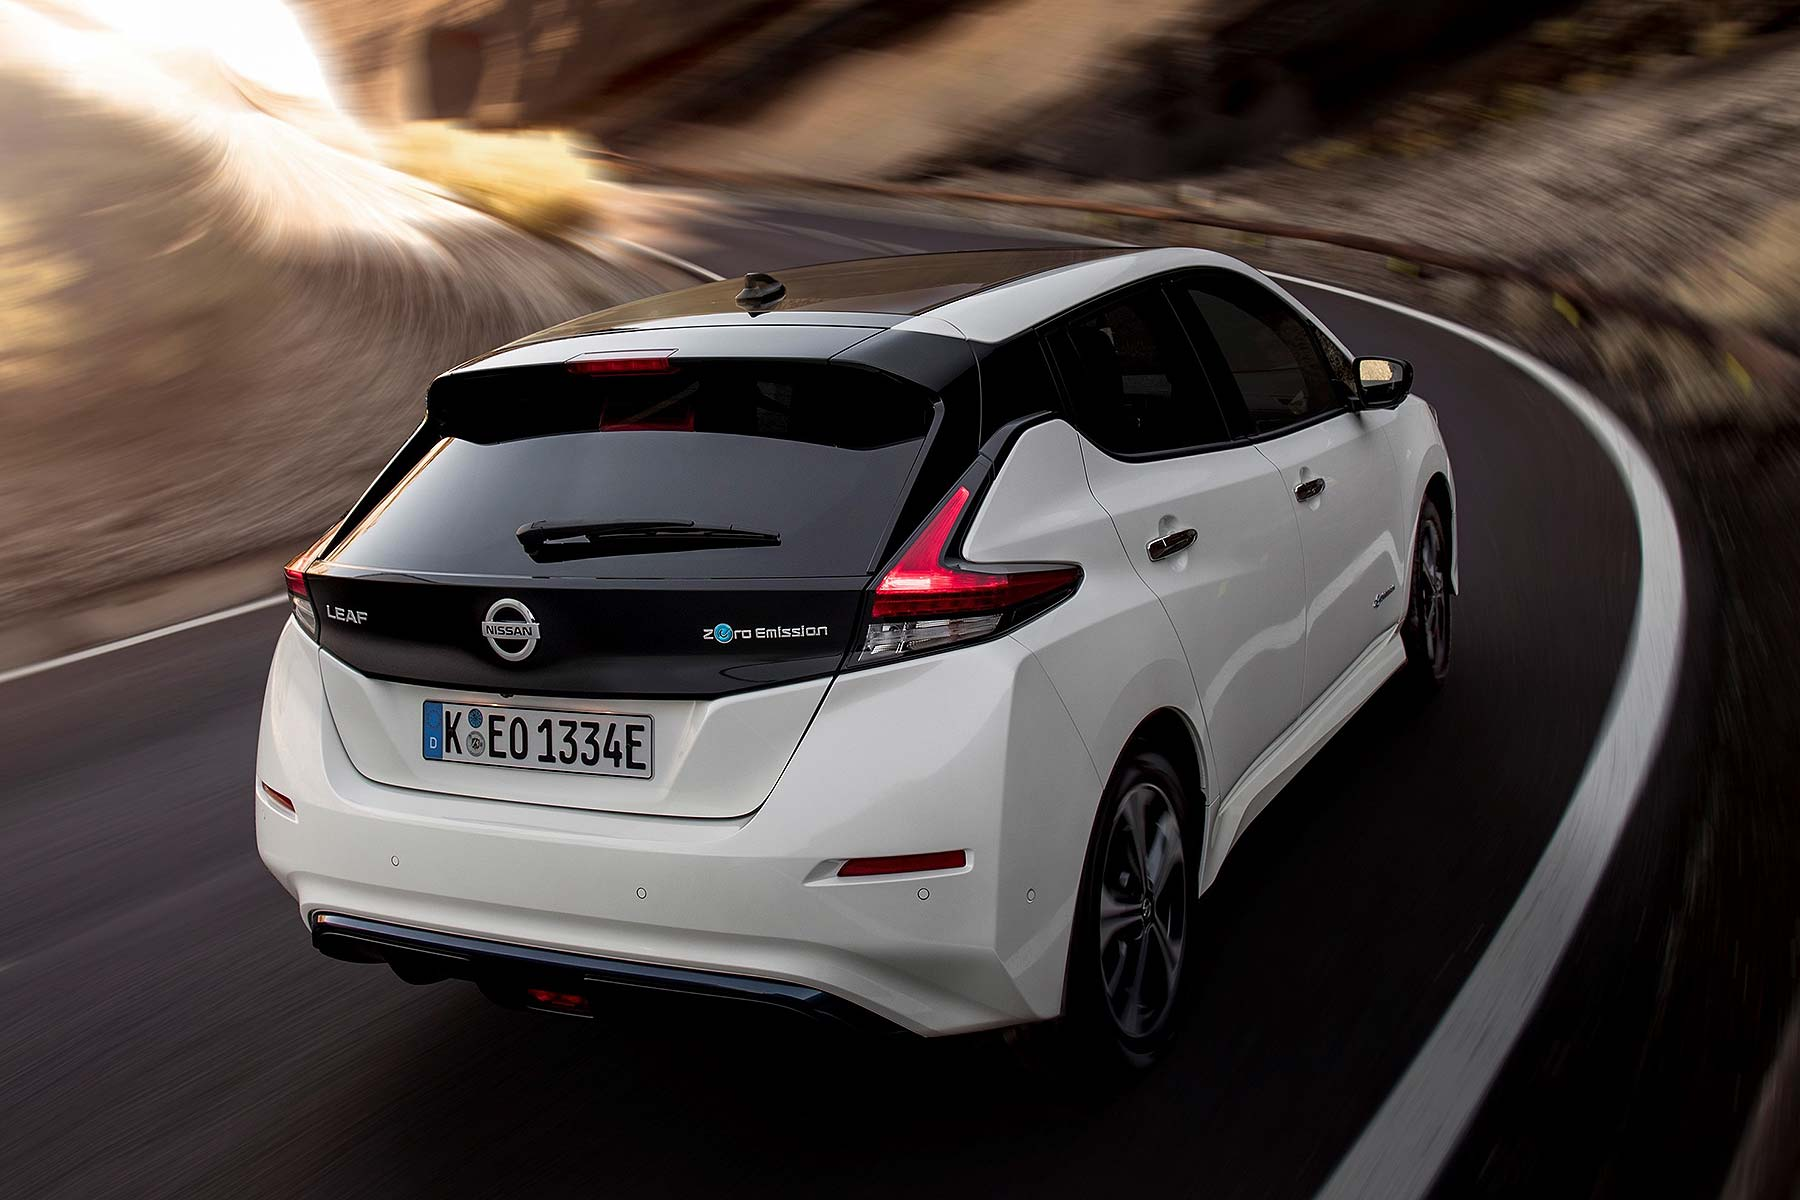 LEAF
NISSAN
zero Emission
D
K EO 1334E